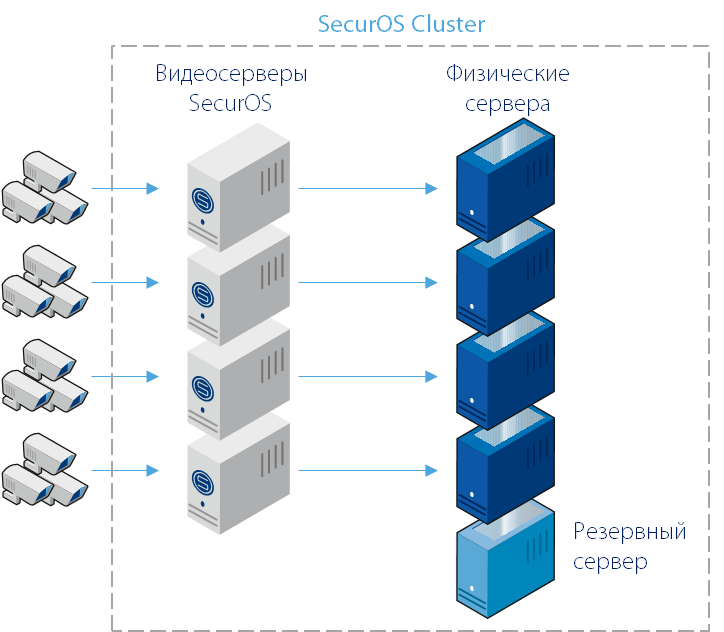 SecurOS Cluster
Видеосерверы
SecurOS
Физические
сервера
Резервный
сервер